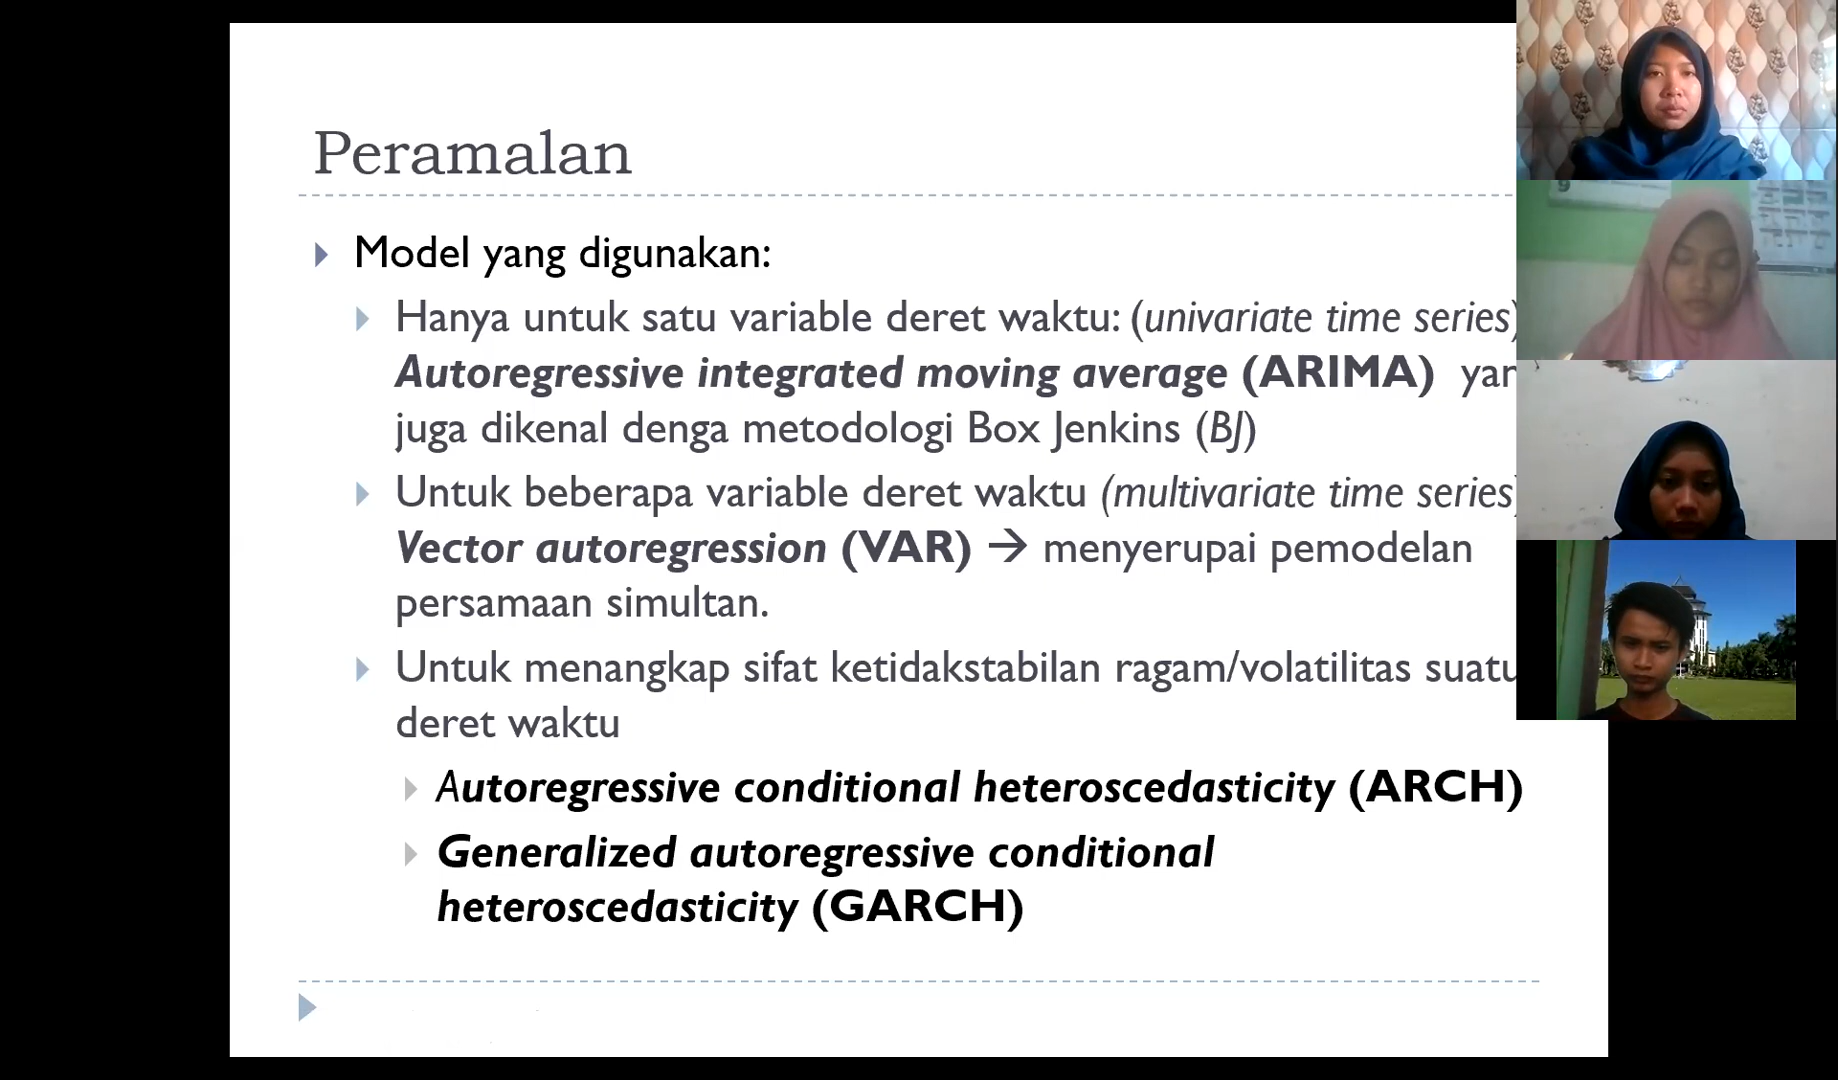 Peramalan
Model yang digunakan:
Hanya untuk satu variable deret waktu: (univariate time series)
Autoregressive integrated moving average (ARIMA)
juga dikenal denga metodologi Box Jenkins (BJ)
Untuk beberapa variable deret waktu (multivariate time series)
Vector autoregression (VAR) → menyerupai pemodelan
persamaan simultan.
Untuk menangkap sifat ketidakstabilan ragam/volatilitas suatu
deret waktu
Autoregressive conditional heteroscedasticity (ARCH)
Generalized autoregressive conditional
heteroscedasticity (GARCH)